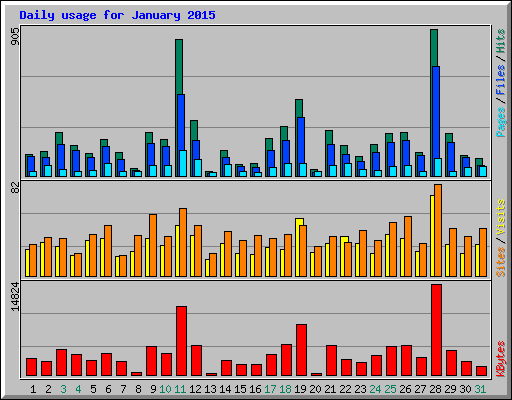 Daily usage for January 2015
905
Pages / Files / Hits
82
Sites / Visits
14824
KBytes
1 2 3 4 5 6 7 8 9 10 11 12 13 14 15 16 17 18 19 20 21 22 23 24 25 26 27 28 29 30 31